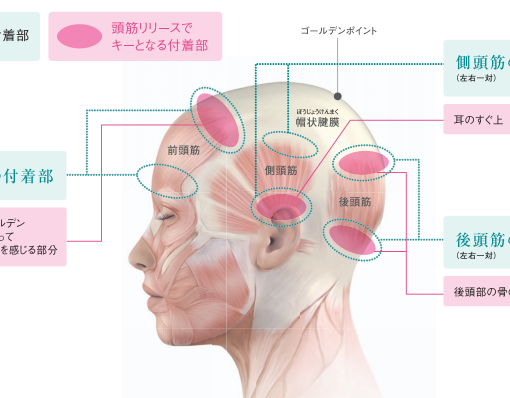 着部
頭筋リリースで
キーとなる付着部
ゴールデンポイント
側頭筋の
(左右一対)
ぼうじょうけんまく
帽状腱膜
耳のすぐ上
前頭筋
側頭筋
の付着部
後頭筋
ルデン
って
を感じる部分
後頭筋の
(左右一対)
後頭部の骨の